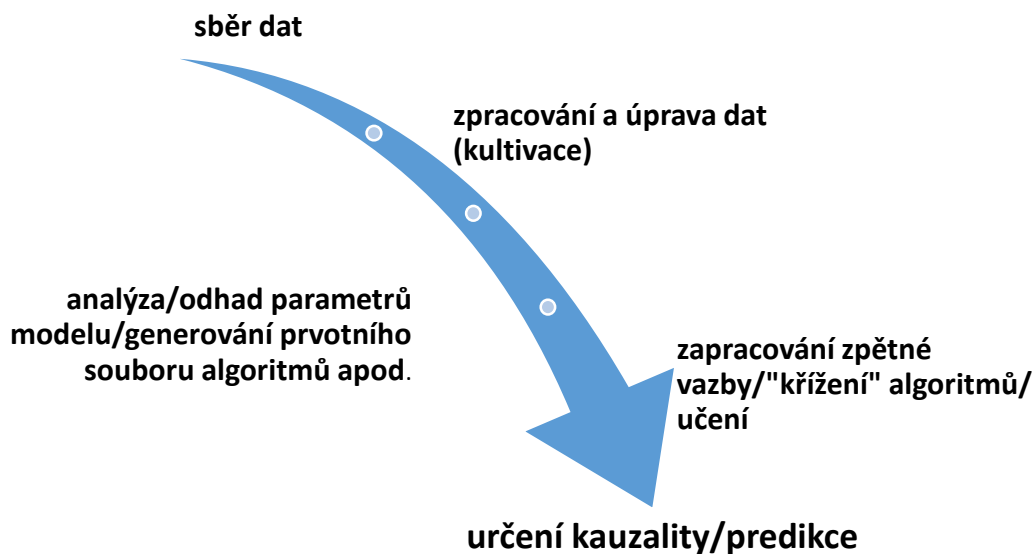 sběr dat
zpracování a úprava dat
(kultivace)
analýza/odhad parametrů
modelu/generování prvotního
souboru algoritmů apod.
zapracování zpětné
vazby/"křížení" algoritmů/
učení
určení kauzality/predikce